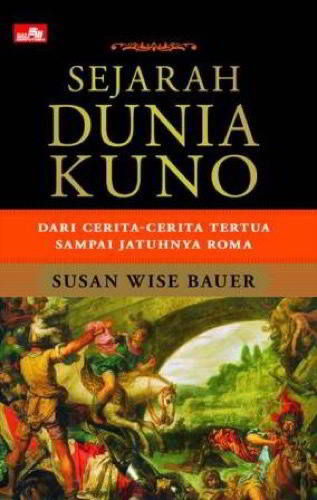 SEJARAH
DUNIA
KUNO
DARI CERITA-CERITA TERTUA
SAMPAI JATUHNYA ROMA
SUSAN WISE BAUER